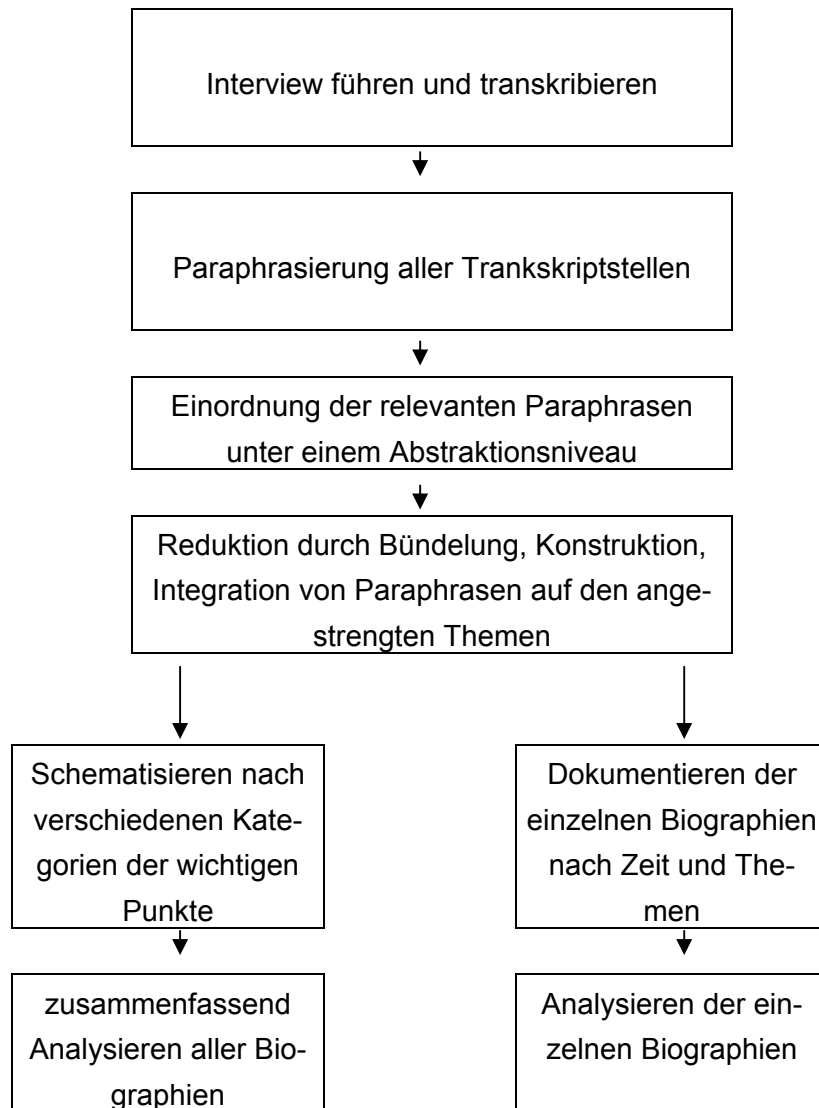 Interview führen und transkribieren
Paraphrasierung aller Trankskriptstellen
Einordnung der relevanten Paraphrasen
unter einem Abstraktionsniveau
Reduktion durch Bündelung, Konstruktion,
Integration von Paraphrasen auf den ange-
strengten Themen
Schematisieren nach
verschiedenen Kate-
gorien der wichtigen
Punkte
Dokumentieren der
einzelnen Biographien
nach Zeit und The-
men
zusammenfassend
Analysieren aller Bio-
graphien
Analysieren der ein-
zelnen Biographien